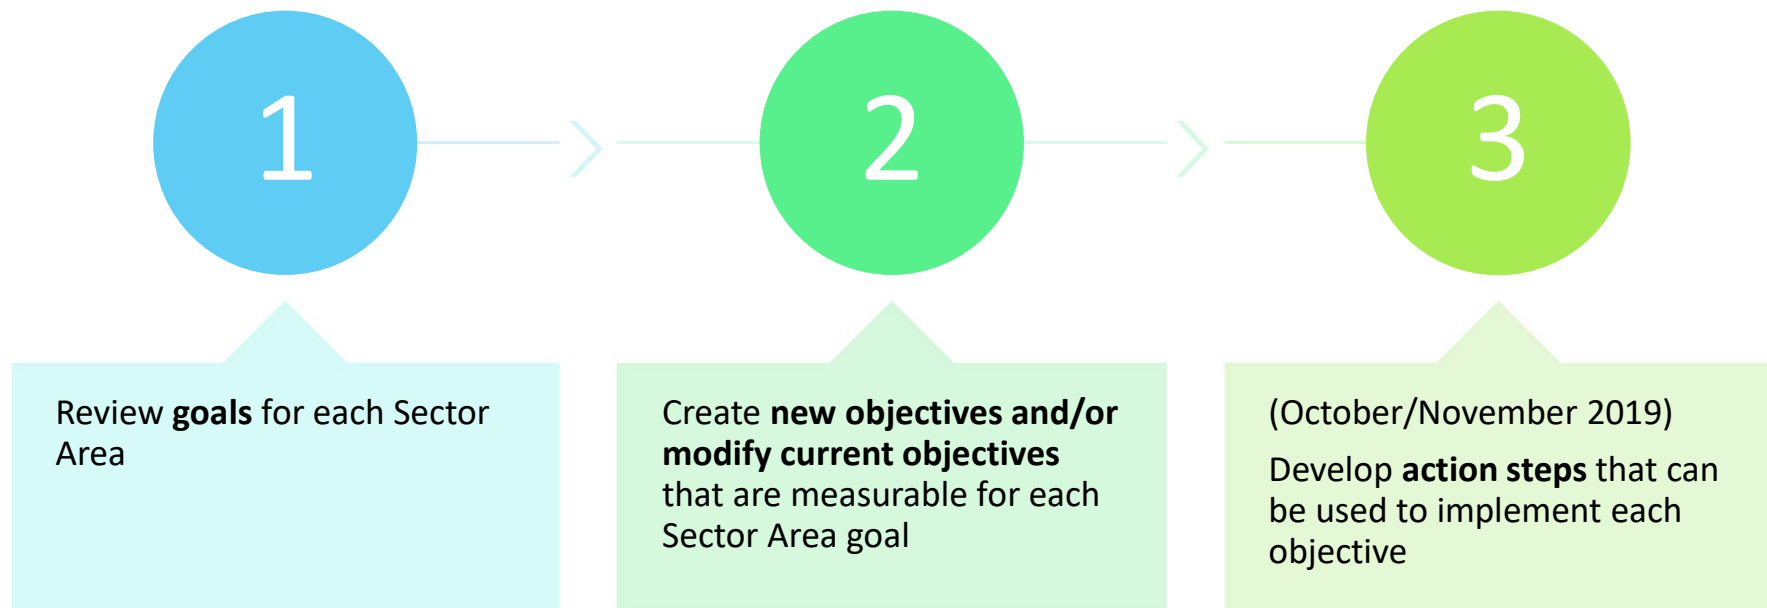 1
Review goals for each Sector
Area
2
Create new objectives and/or
modify current objectives
that are measurable for each
Sector Area goal
3
(October/November 2019)
Develop action steps that can
be used to implement each
objective